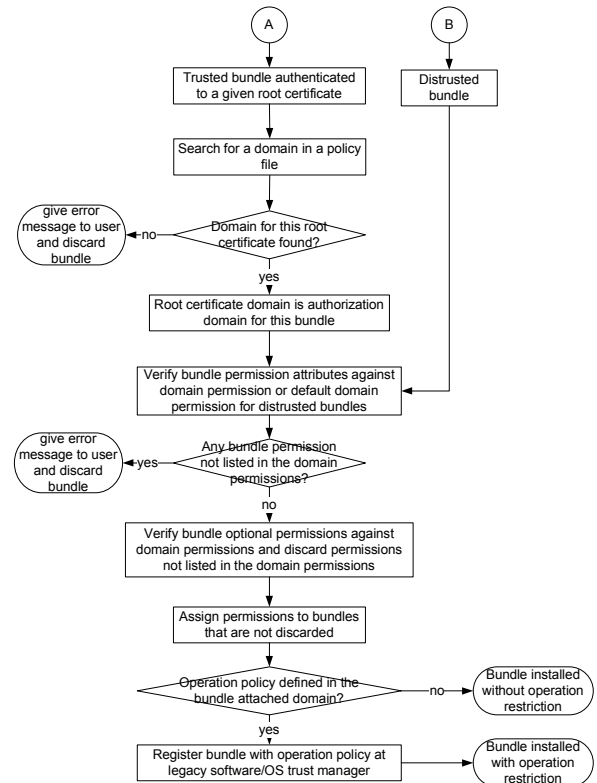 A
B
Trusted bundle authenticated
to a given root certificate
Distrusted
bundle
Search for a domain in a policy
file
give error
message to user
and discard
bundle
no
Domain for this root
certificate found?
yes
Root certificate domain is authorization
domain for this bundle
Verify bundle permission attributes against
domain permission or default domain
permission for distrusted bundles
give error
message to user
and discard
bundle
yes
Any bundle permission
not listed in the domain
permissions?
no
Verify bundle optional permissions against
domain permissions and discard permissions
not listed in the domain permissions
Assign permissions to bundles
that are not discarded
Operation policy defined in the
bundle attached domain?
no
Bundle installed
without operation
restriction
yes
Register bundle with operation policy at
legacy software/OS trust manager
Bundle installed
with operation
restriction